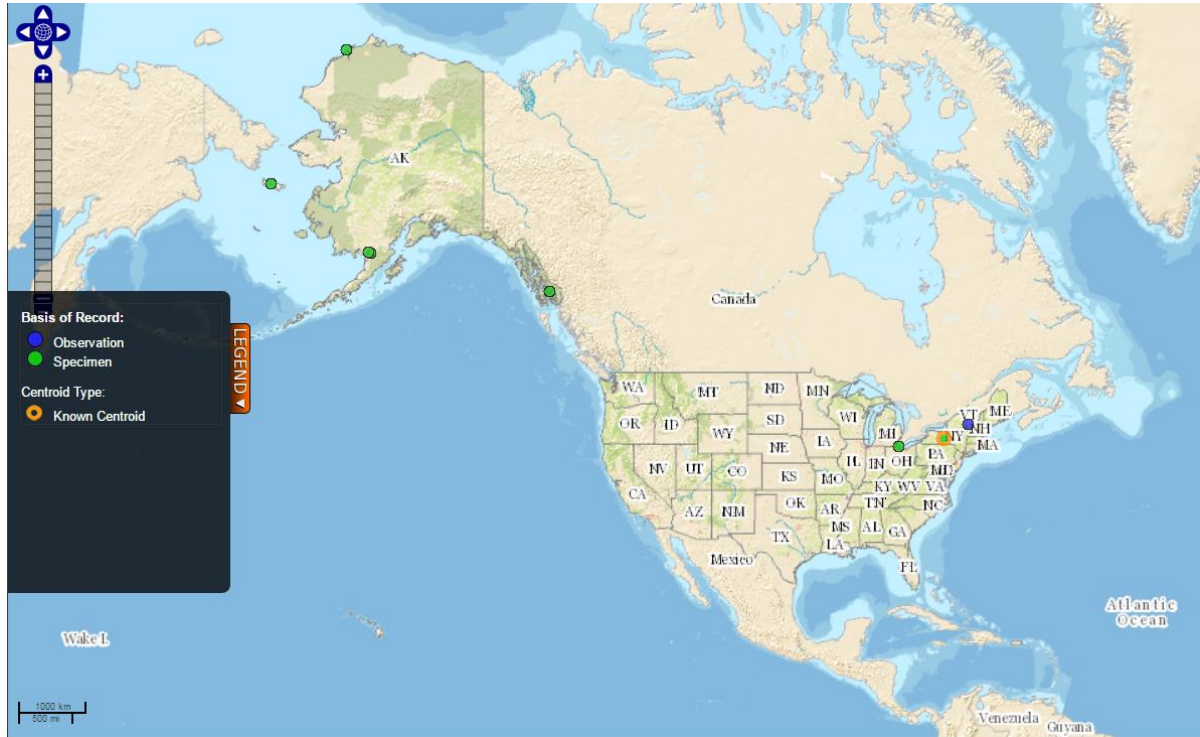 AK
Canada
Basis of Record:
Observation
Specimen
Centroid Type:
Known Centroid
LEGEND
WA
MT
ND
MN
OR
ID
WY
SD
WI
MI
VT
ME
NH
NY
MA
NV
UT
CO
NE
IA
IL
IN
OH
PA
MD
CA
KS
MO
KY
WV
VA
AZ
NM
OK
AR
TN
NC
TX
MS
AL
GA
LA
FL
Mexico
Atlantic
Ocean
Wake I.
1000 km
500 mi
Venezuela
Guyana